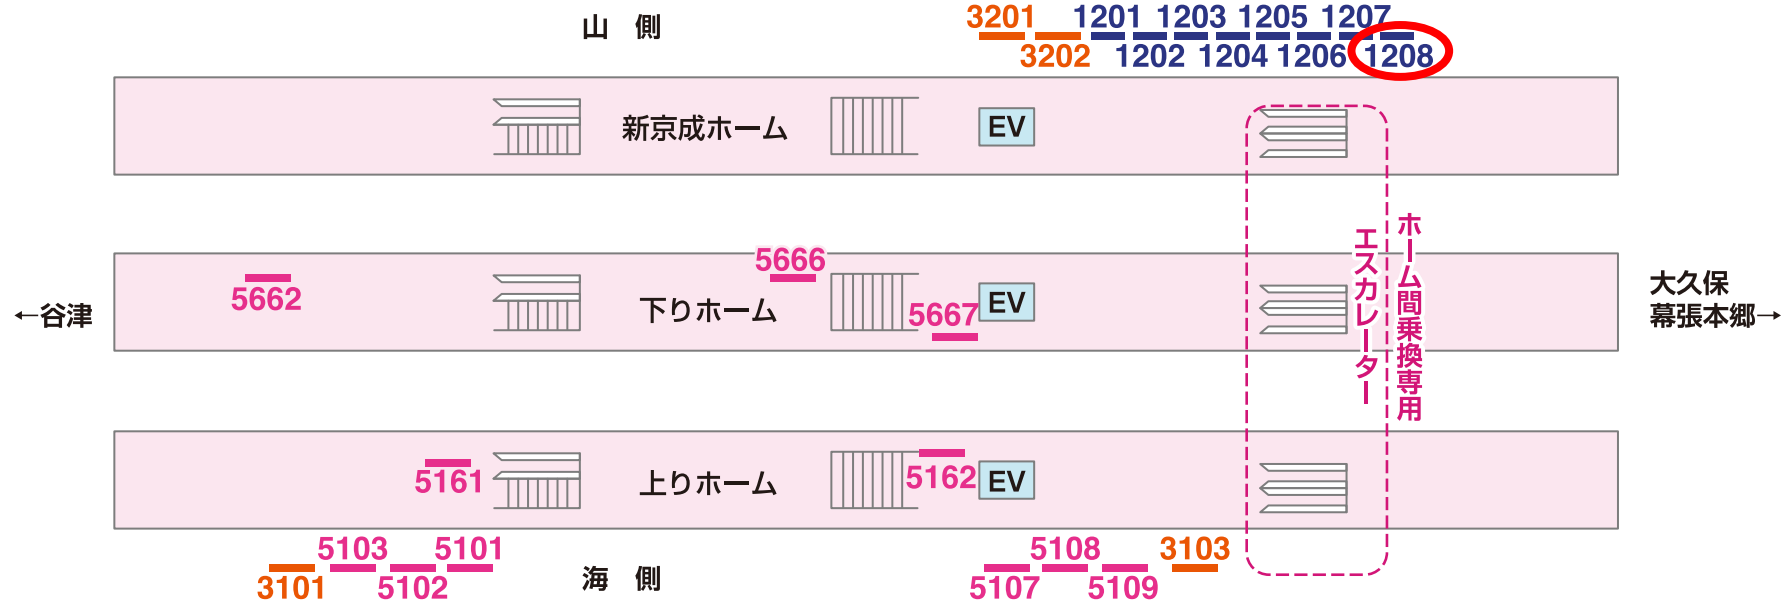 山 側
3201 1201 1203 1205 1207
3202 1202 1204 1206 1208
新京成ホーム
EV
ホーム間乗換専用
エスカレーター
5662
5666
下りホーム
5667
EV
←谷津
大久保
幕張本郷→
5161
上りホーム
5162
EV
5103 5101
3101 5102
海 側
5108 3103
5107 5109